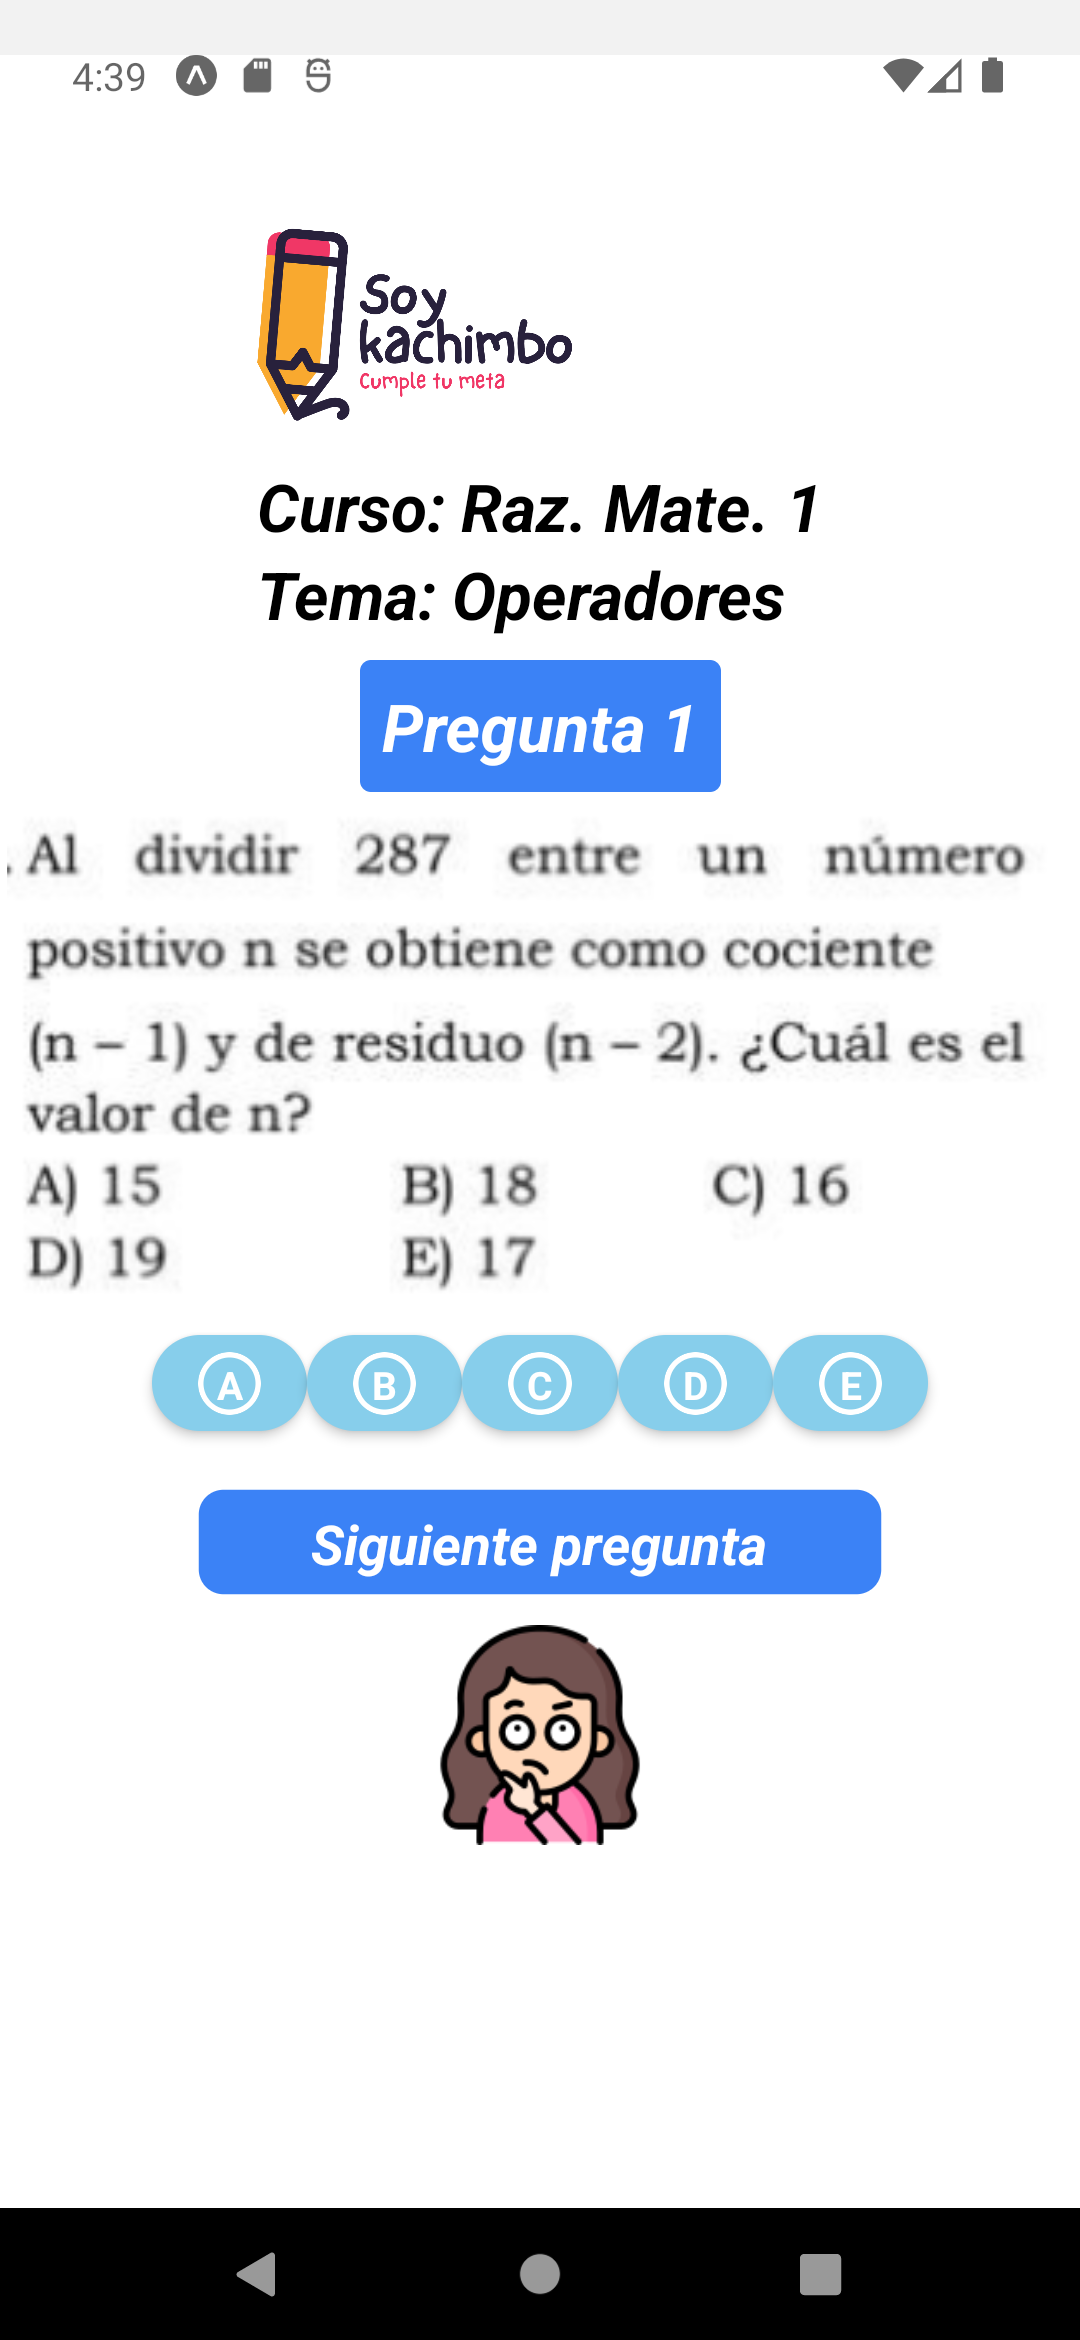 4:39
Soy
kachimbo
Cumple tu meta
Curso: Raz. Mate. 1
Tema: Operadores
Pregunta 1
. Al dividir 287 entre un número
positivo n se obtiene como cociente
(n – 1) y de residuo (n – 2). ¿Cuál es el
valor de n?
A) 15 B) 18 C) 16
D) 19 E) 17
A B C D E
Siguiente pregunta